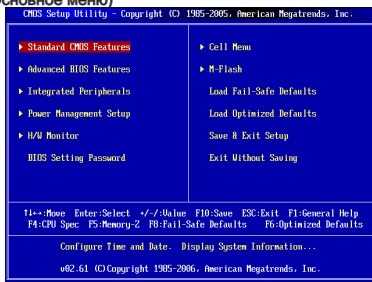 основное меню)
CMOS Setup Utility - Copyright (C) 1985-2005, American Megatrends, Inc.
▶ Standard CMOS Features
▶ Advanced BIOS Features
▶ Integrated Peripherals
▶ Power Management Setup
▶ H/W Monitor
BIOS Setting Password
▶ Cell Menu
▶ M-Flash
Load Fail-Safe Defaults
Load Optimized Defaults
Save & Exit Setup
Exit Without Saving
↑↓←→:Move Enter:Select +/-/:Value F10:Save ESC:Exit F1:General Help
F4:CPU Spec F5:Memory-Z F8:Fail-Safe Defaults F6:Optimized Defaults
Configure Time and Date. Display System Information...
v02.61 (C)Copyright 1985-2006, American Megatrends, Inc.